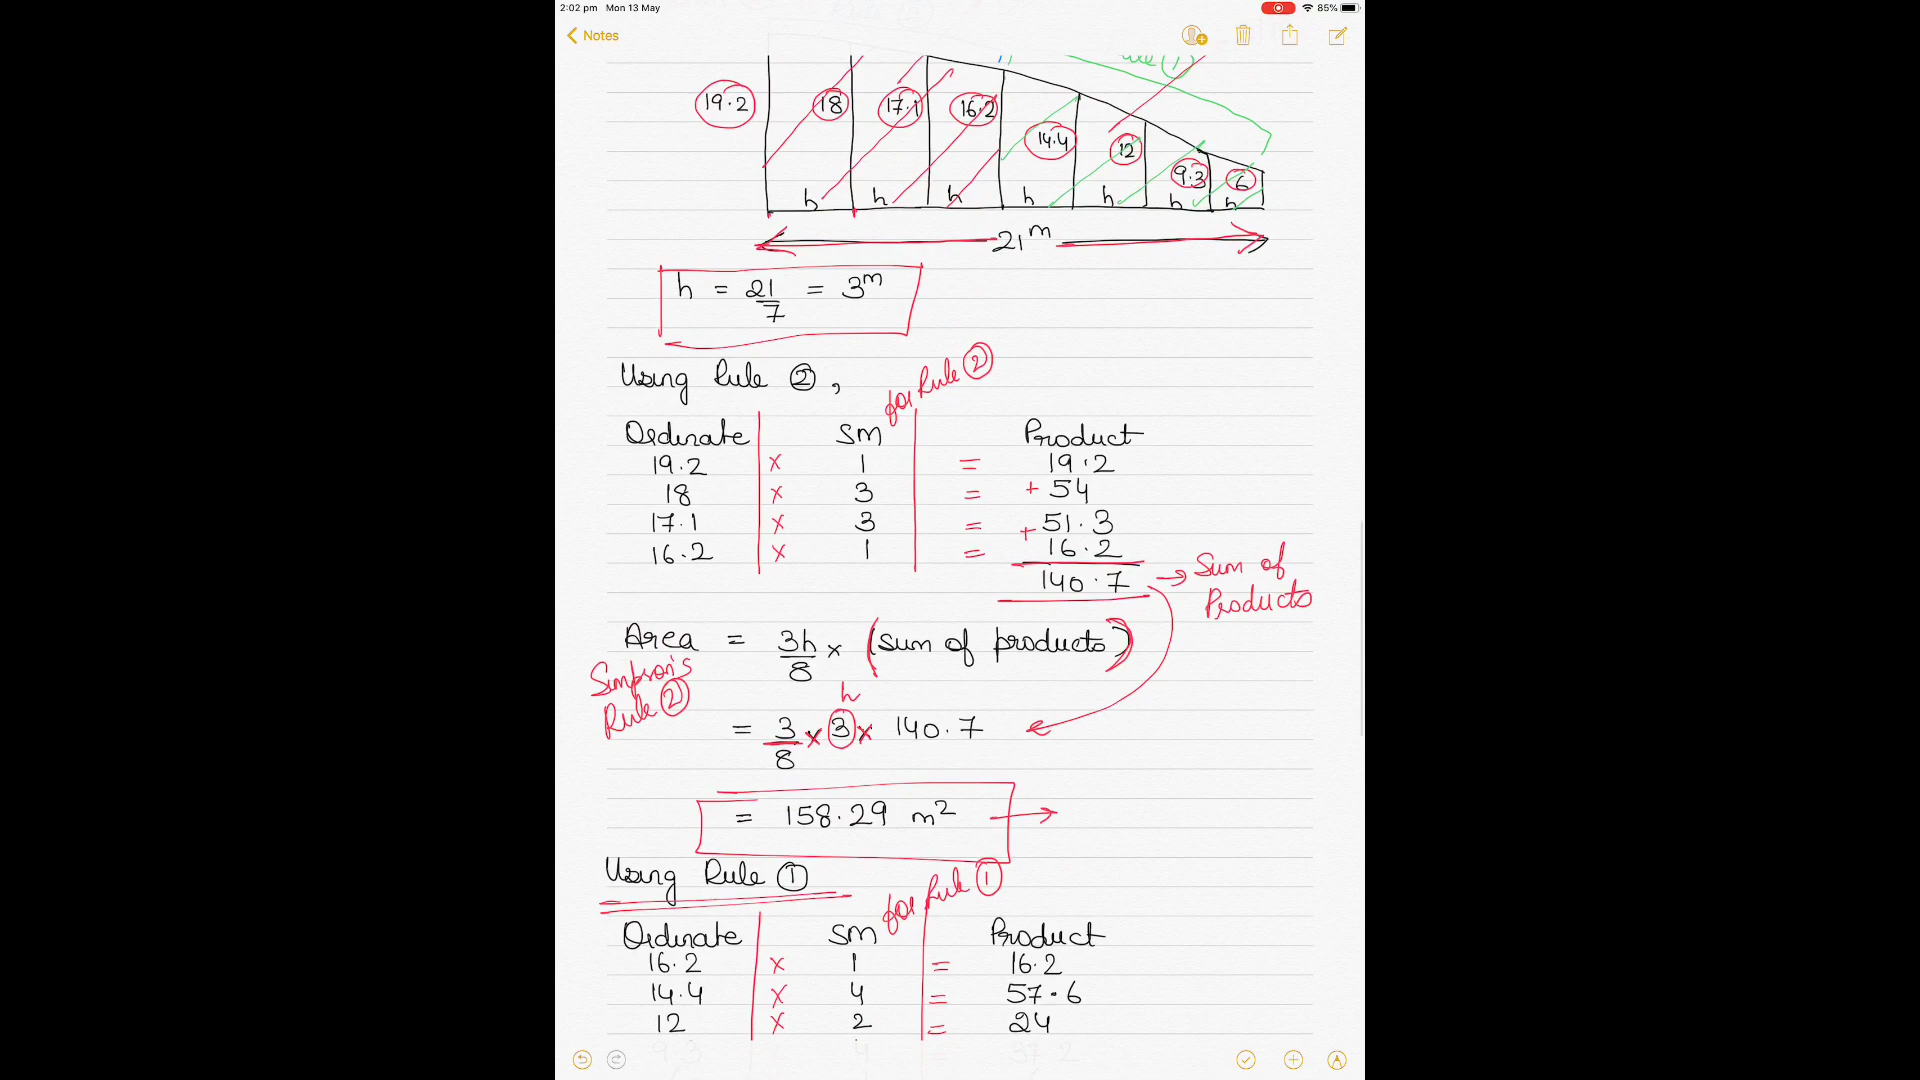 2:02 pm Mon 13 May 85%
Notes
19.2 18 17.1 16.2 14.4 12 9.3 6
h h h h h h h
21m
h = 21/7 = 3m
Using Rule 2,
for Rule 2
Ordinate SM Product
19.2 × 1 = 19.2
18 × 3 = + 54
17.1 × 3 = + 51.3
16.2 × 1 = 16.2
140.7 → Sum of Products
Area = 3h/8 × (sum of products)
Simpson's Rule 2
h
= 3/8 × 3 × 140.7
= 158.29 m²
Using Rule 1
for Rule 1
Ordinate SM Product
16.2 × 1 = 16.2
14.4 × 4 = 57.6
12 × 2 = 24
9.3 4 = 37.2